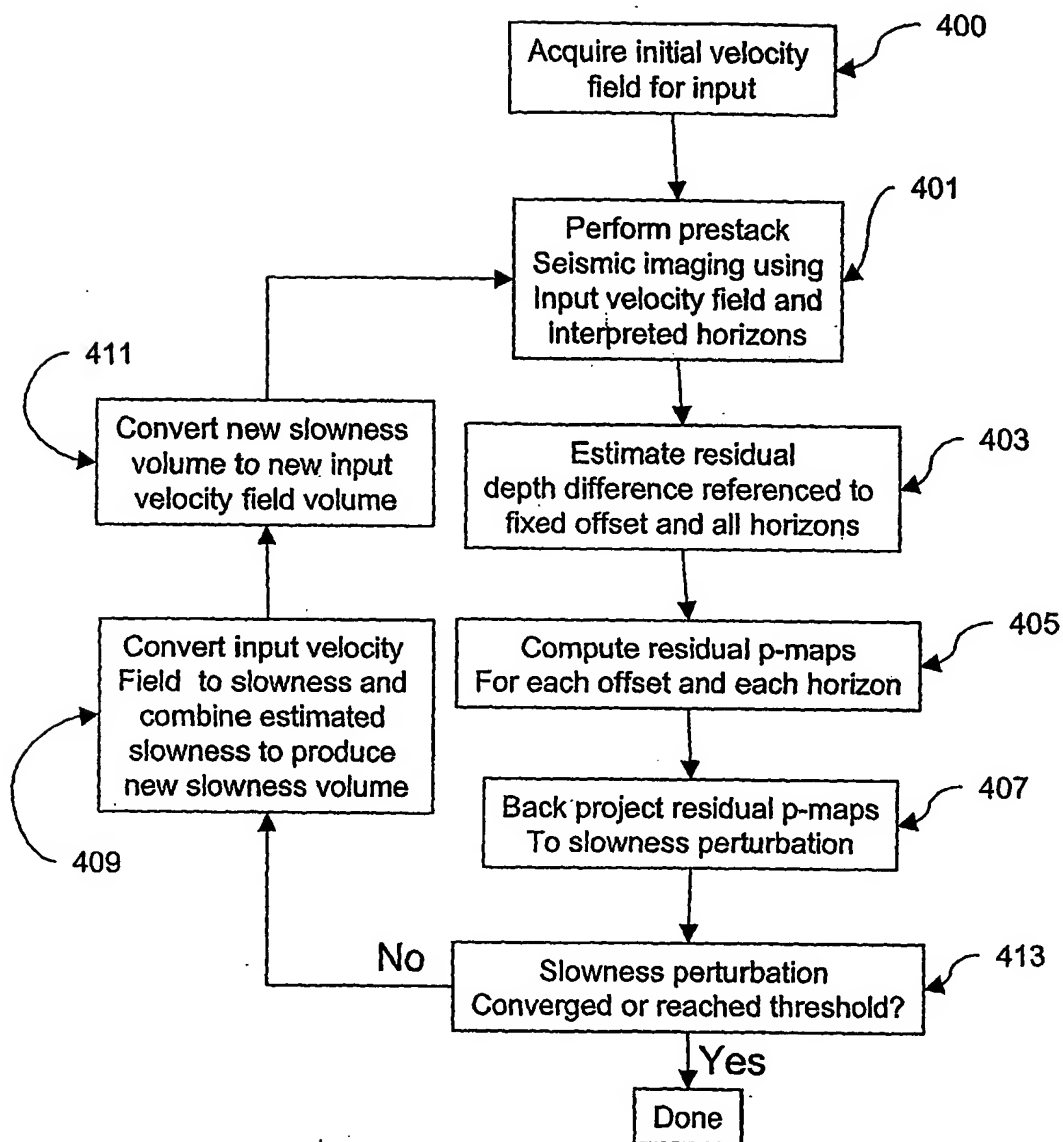 400
Acquire initial velocity
field for input
401
Perform prestack
Seismic imaging using
Input velocity field and
interpreted horizons
411
Convert new slowness
volume to new input
velocity field volume
403
Estimate residual
depth difference referenced to
fixed offset and all horizons
405
Compute residual p-maps
For each offset and each horizon
Convert input velocity
Field to slowness and
combine estimated
slowness to produce
new slowness volume
409
407
Back project residual p-maps
To slowness perturbation
No
413
Slowness perturbation
Converged or reached threshold?
Yes
Done